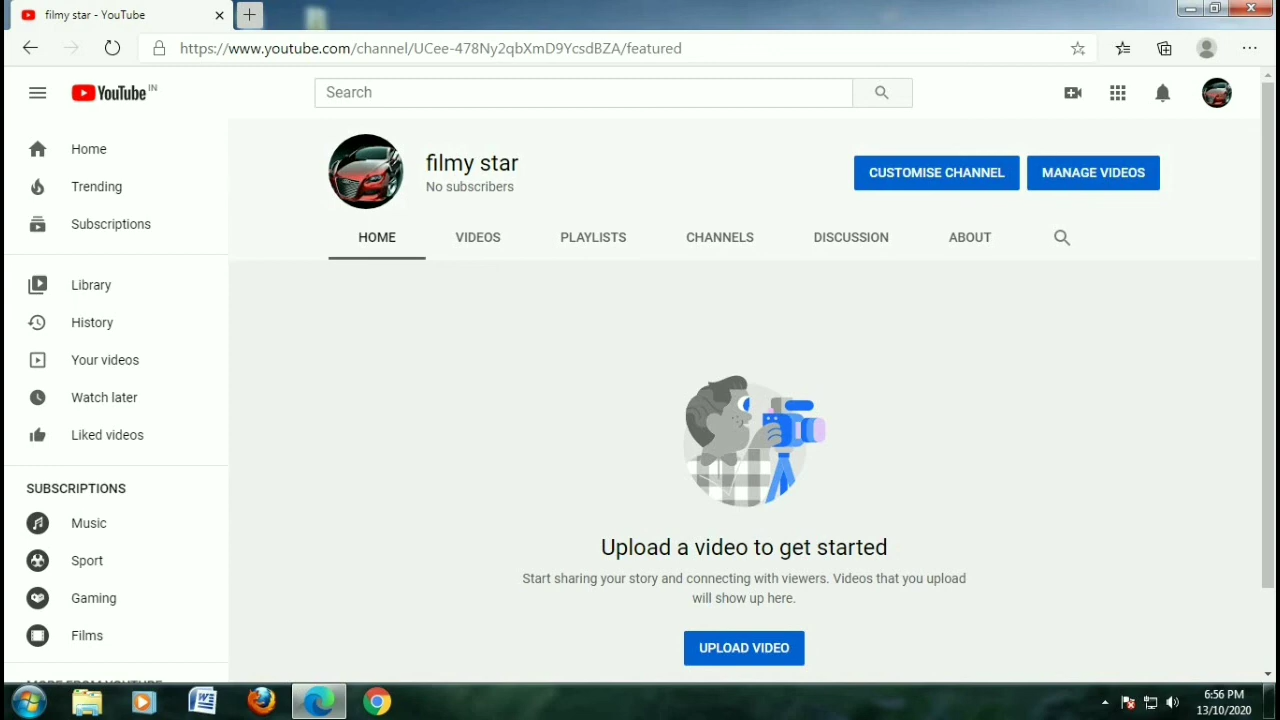 filmy star - YouTube
https://www.youtube.com/channel/UCee-478Ny2qbXmD9YcsdBZA/featured
YouTube IN
Search
Home
Trending
Subscriptions
Library
History
Your videos
Watch later
Liked videos
SUBSCRIPTIONS
Music
Sport
Gaming
Films
filmy star
No subscribers
CUSTOMISE CHANNEL
MANAGE VIDEOS
HOME VIDEOS PLAYLISTS CHANNELS DISCUSSION ABOUT
Upload a video to get started
Start sharing your story and connecting with viewers. Videos that you upload
will show up here.
UPLOAD VIDEO
6:56 PM
13/10/2020